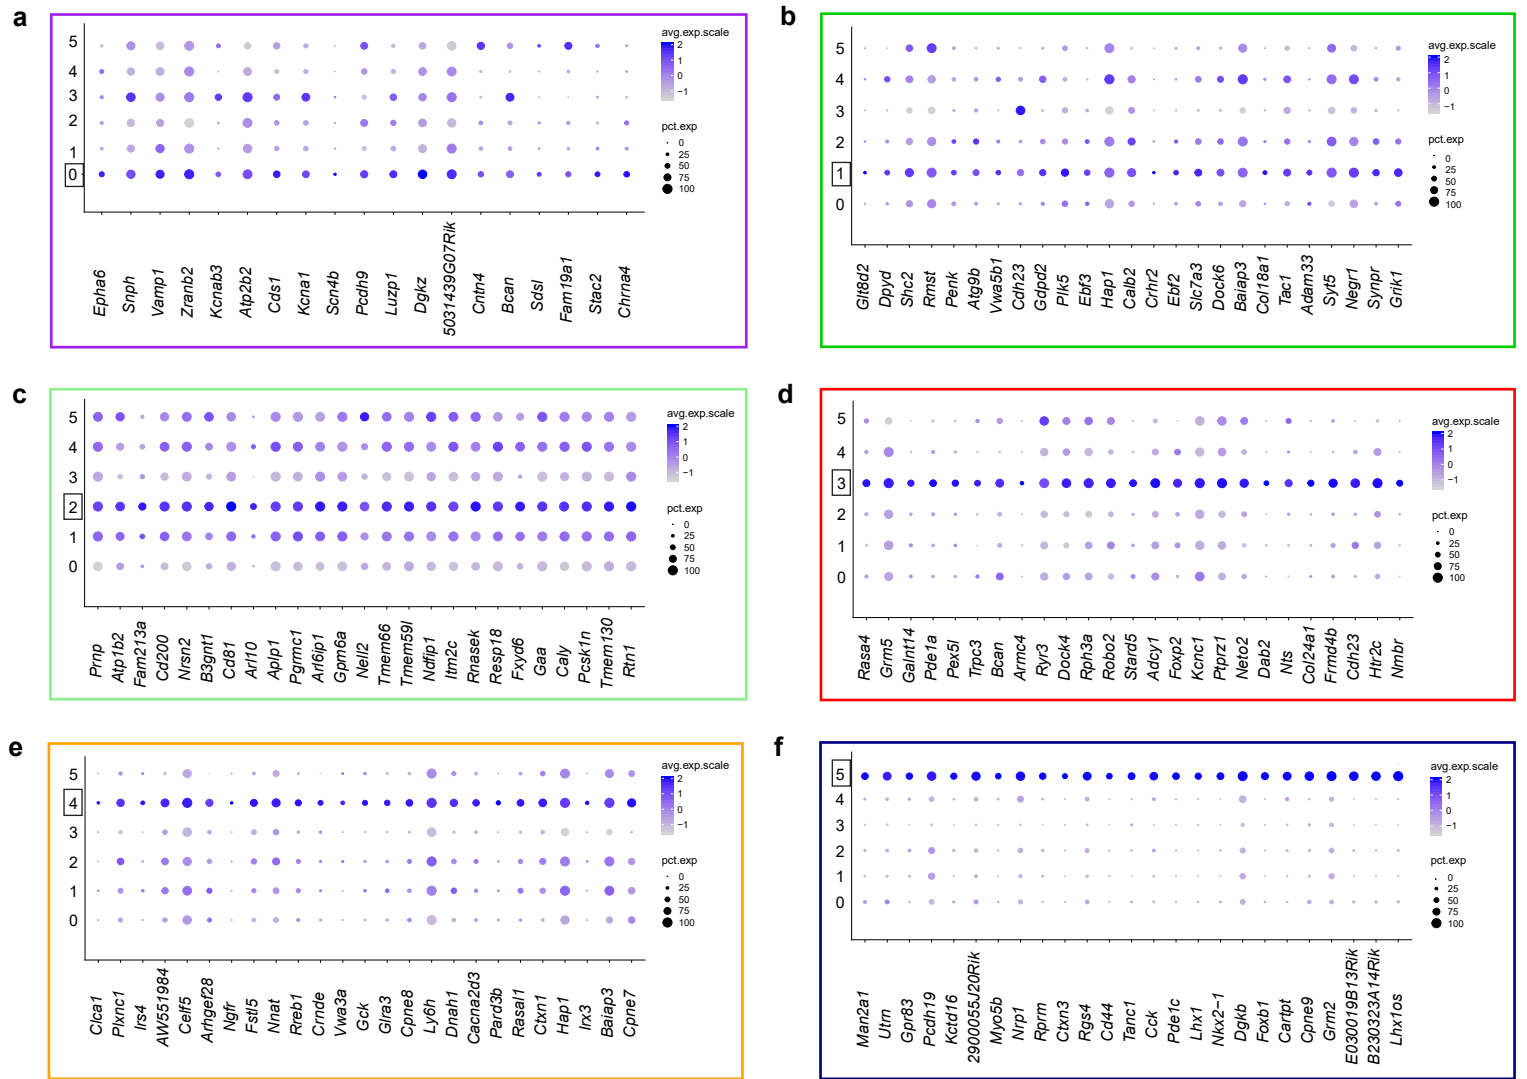 a
5
4
3
2
1
0
Epha6
Snph
Vamp1
Zranb2
Kcnab3
Atp2b2
Cds1
Kcna1
Scn4b
Pcdh9
Luzp1
Dgkz
5031439G07Rik
Cntn4
Bcan
Sdsl
Fam19a1
Stac2
Chrna4
avg.exp.scale
2
1
0
−1
pct.exp
0
25
50
75
100
b
5
4
3
2
1
0
Glt8d2
Dpyd
Shc2
Rmst
Penk
Atg9b
Vwa5b1
Cdh23
Gdpd2
Plk5
Ebf3
Hap1
Calb2
Crhr2
Ebf2
Slc7a3
Dock6
Baiap3
Col18a1
Tac1
Adam33
Syt5
Negr1
Synpr
Grik1
avg.exp.scale
2
1
0
−1
pct.exp
0
25
50
75
100
c
5
4
3
2
1
0
Prnp
Atp1b2
Fam213a
Cd200
Nrsn2
B3gnt1
Cd81
Arl10
Aplp1
Pgrmc1
Arl6ip1
Gpm6a
Nell2
Tmem66
Tmem59l
Ndfip1
Itm2c
Rnasek
Resp18
Fxyd6
Gaa
Caly
Pcsk1n
Tmem130
Rtn1
avg.exp.scale
2
1
0
−1
pct.exp
0
25
50
75
100
d
5
4
3
2
1
0
Rasa4
Grm5
Galnt14
Pde1a
Pex5l
Trpc3
Bcan
Armc4
Ryr3
Dock4
Rph3a
Robo2
Stard5
Adcy1
Foxp2
Kcnc1
Ptprz1
Neto2
Dab2
Nts
Col24a1
Frmd4b
Cdh23
Htr2c
Nmbr
avg.exp.scale
2
1
0
−1
pct.exp
0
25
50
75
100
e
5
4
3
2
1
0
Clca1
Plxnc1
Irs4
AW551984
Celf5
Arhgef28
Ngfr
Fstl5
Nnat
Rreb1
Crnde
Vwa3a
Gck
Glra3
Cpne8
Ly6h
Dnah1
Cacna2d3
Pard3b
Rasal1
Ctxn1
Hap1
Irx3
Baiap3
Cpne7
avg.exp.scale
2
1
0
−1
pct.exp
0
25
50
75
100
f
5
4
3
2
1
0
Man2a1
Utrn
Gpr83
Pcdh19
Kctd16
2900055J20Rik
Myo5b
Nrp1
Rprm
Ctxn3
Rgs4
Cd44
Tanc1
Cck
Pde1c
Lhx1
Nkx2−1
Dgkb
Foxb1
Cartpt
Cpne9
Grm2
E030019B13Rik
B230323A14Rik
Lhx1os
avg.exp.scale
2
1
0
−1
pct.exp
0
25
50
75
100